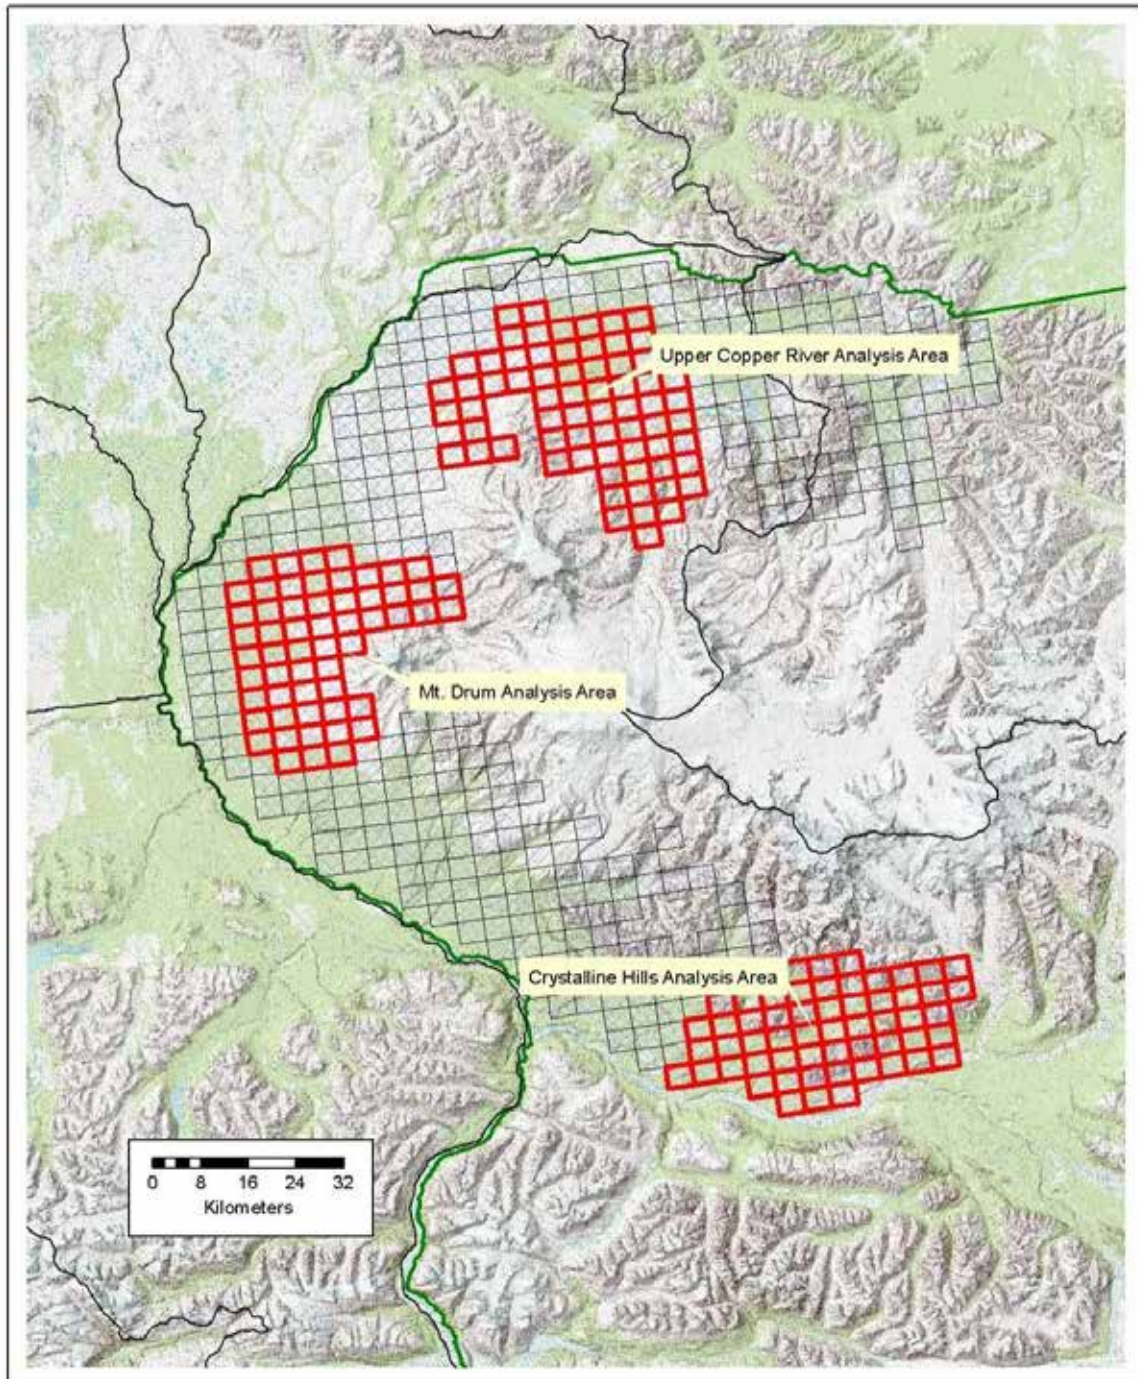 Upper Copper River Analysis Area
Mt. Drum Analysis Area
Crystalline Hills Analysis Area
0 8 16 24 32
Kilometers